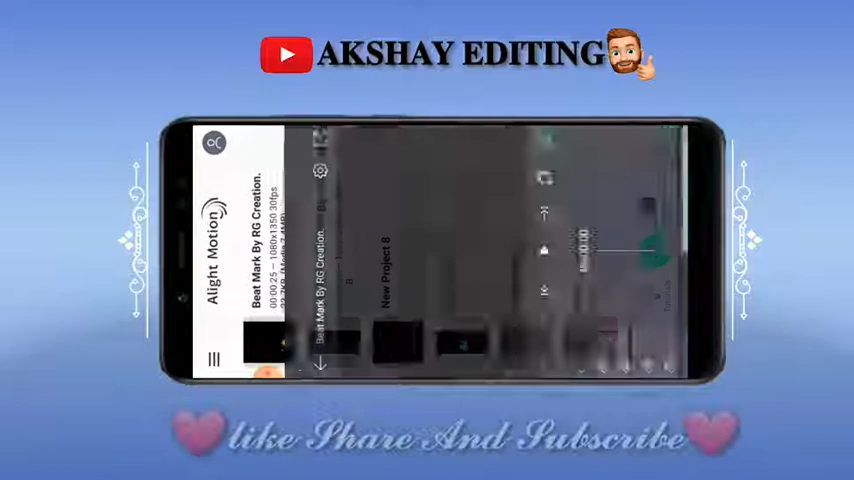 AKSHAY EDITING
Alight Motion
Beat Mark By RG Creation.
00:00:25 — 1080x1350 30fps
Beat Mark By RG Creation.
New Project 8
like Share And Subscribe